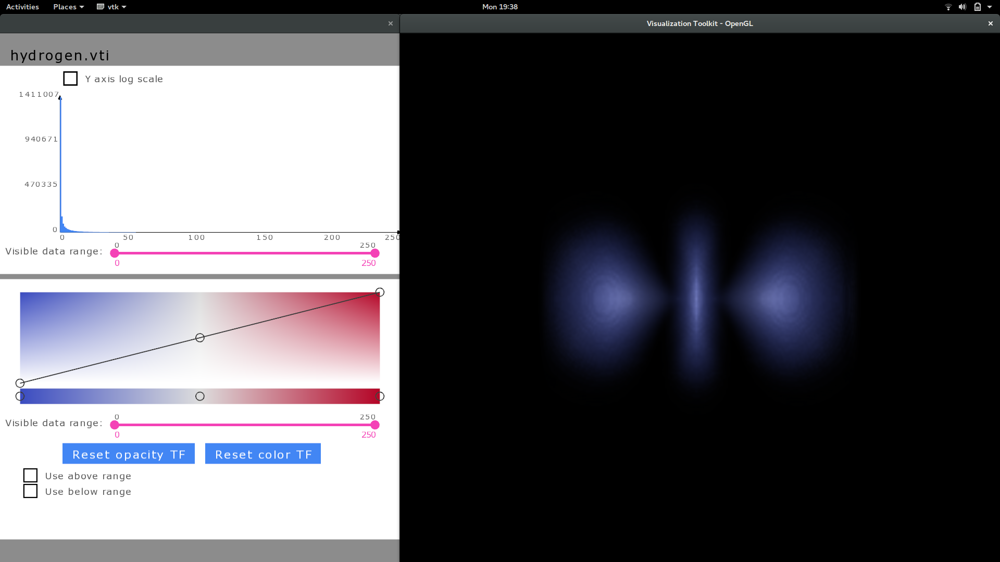 Activities Places vtk Mon 19:38
Visualization Toolkit - OpenGL
hydrogen.vti
Y axis log scale
1411007
940671
470335
0
0 50 100 150 200 250
0 250
Visible data range:
0 250
0 250
Visible data range:
0 250
Reset opacity TF Reset color TF
Use above range
Use below range